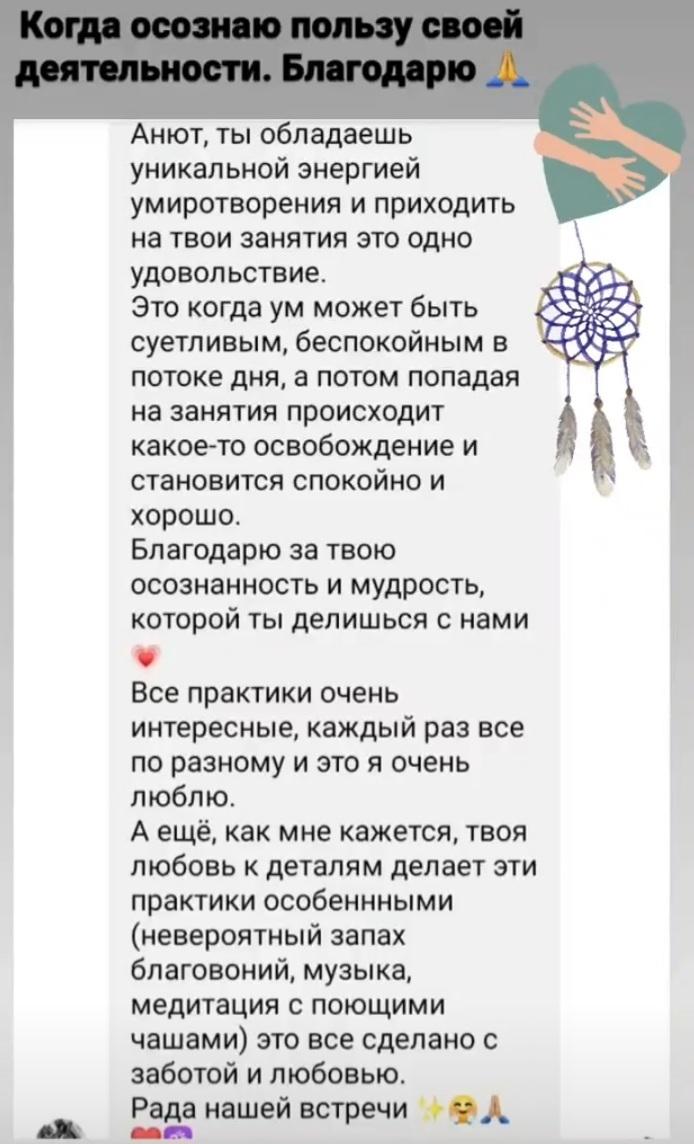 Когда осознаю пользу своей
деятельности. Благодарю 🙏
Анют, ты обладаешь
уникальной энергией
умиротворения и приходить
на твои занятия это одно
удовольствие.
Это когда ум может быть
суетливым, беспокойным в
потоке дня, а потом попадая
на занятия происходит
какое-то освобождение и
становится спокойно и
хорошо.
Благодарю за твою
осознанность и мудрость,
которой ты делишься с нами
💗
Все практики очень
интересные, каждый раз все
по разному и это я очень
люблю.
А ещё, как мне кажется, твоя
любовь к деталям делает эти
практики особеннными
(невероятный запах
благовоний, музыка,
медитация с поющими
чашами) это все сделано с
заботой и любовью.
Рада нашей встречи ✨🤗🙏🏽